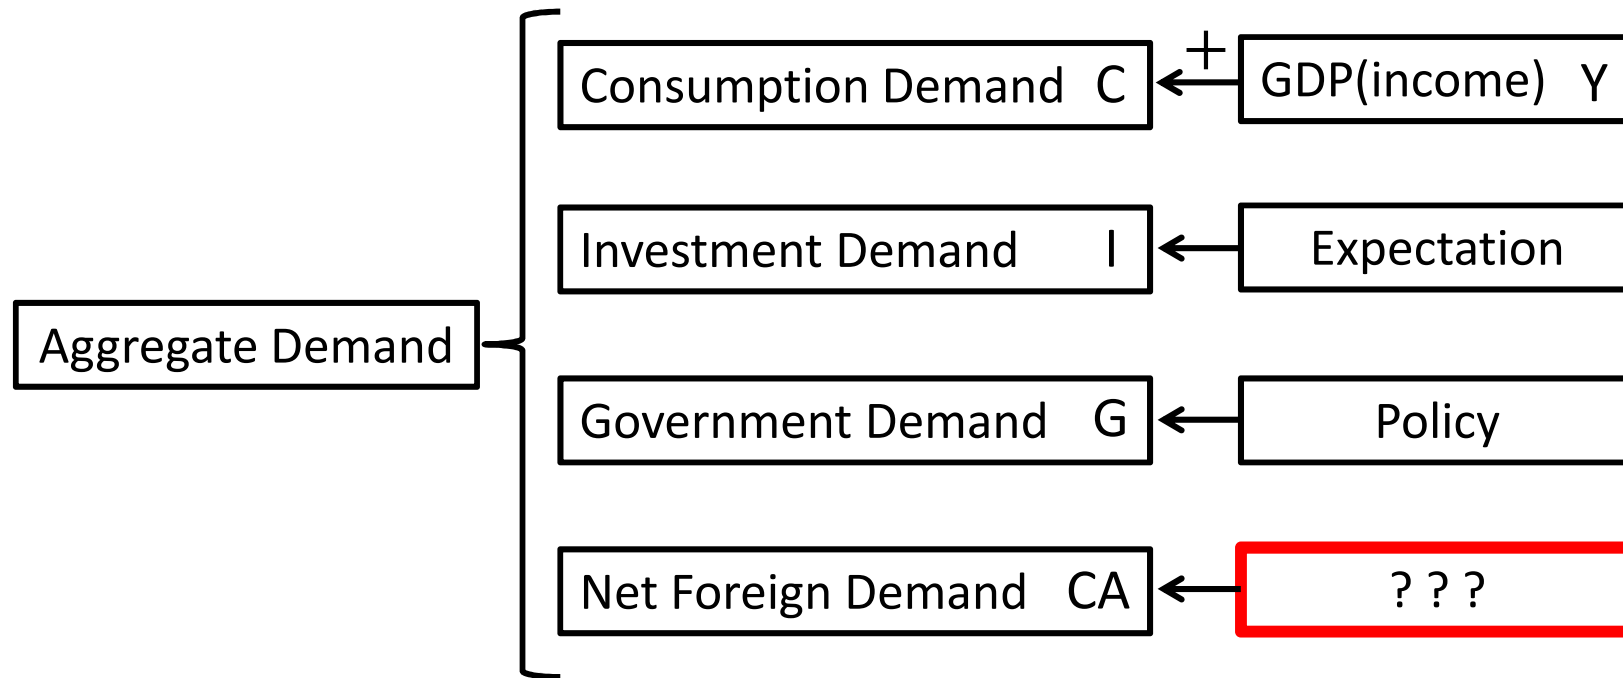 Consumption Demand C
+
GDP(income) Y
Investment Demand I
Expectation
Aggregate Demand
Government Demand G
Policy
Net Foreign Demand CA
? ? ?